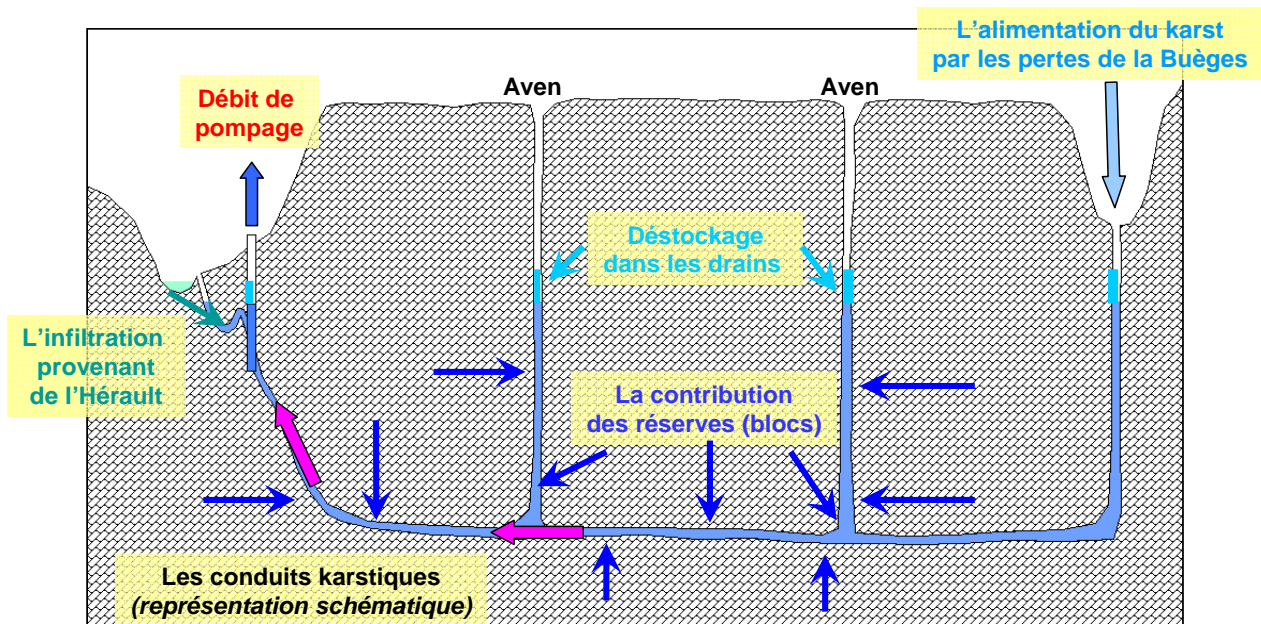 L'alimentation du karst
par les pertes de la Buèges
Aven
Aven
Débit de
pompage
Déstockage
dans les drains
L'infiltration
provenant
de l'Hérault
La contribution
des réserves (blocs)
Les conduits karstiques
(représentation schématique)